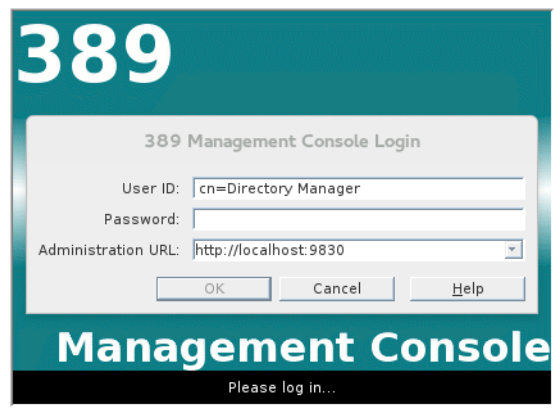 389
389 Management Console Login
User ID: cn=Directory Manager
Password:
Administration URL: http://localhost:9830
OK Cancel Help
Management Console
Please log in...